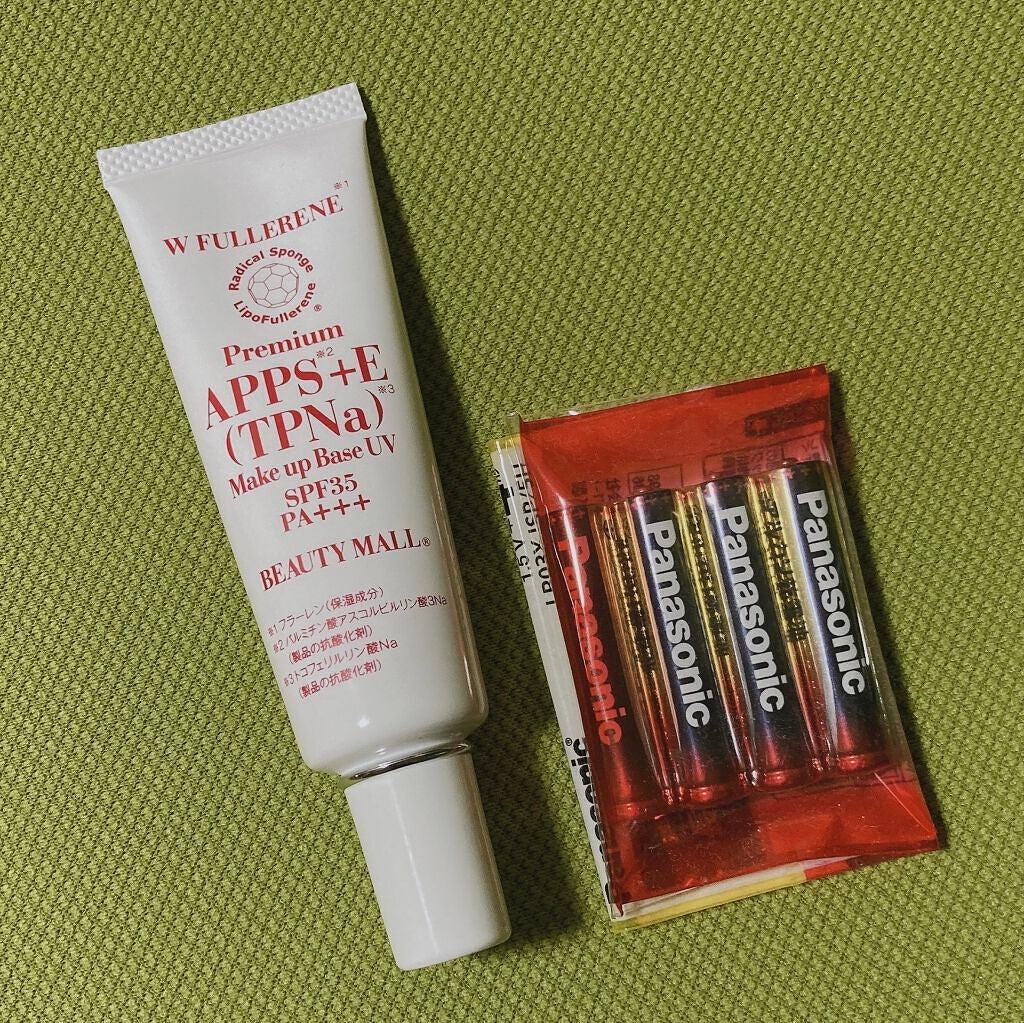 W FULLERENE※1
Radical Sponge
LipoFullerene®
Premium
APPS※2+E
(TPNa)※3
Make up Base UV
SPF35
PA+++
BEAUTY MALL®
※1フラーレン(保湿成分)
※2パルミチン酸アスコルビルリン酸3Na
(製品の抗酸化剤)
※3トコフェリルリン酸Na
(製品の抗酸化剤)
1.5V
Panasonic
Panasonic
Panasonic
Panasonic
Panasonic®